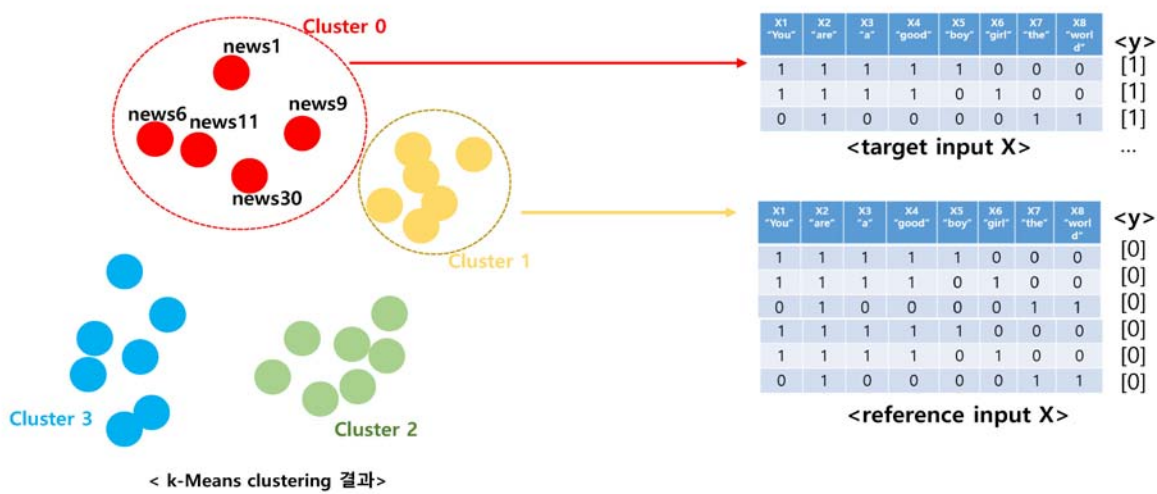 Cluster 0
news1
news6
news11
news9
news30
Cluster 1
Cluster 3
Cluster 2
< k-Means clustering 결과>
X1 X2 X3 X4 X5 X6 X7 X8
"You" "are" "a" "good" "boy" "girl" "the" "worl
d"
<y>
1 1 1 1 1 0 0 0 [1]
1 1 1 1 0 1 0 0 [1]
0 1 0 0 0 0 1 1 [1]
<target input X> ...
X1 X2 X3 X4 X5 X6 X7 X8
"You" "are" "a" "good" "boy" "girl" "the" "worl
d"
<y>
1 1 1 1 1 0 0 0 [0]
1 1 1 1 0 1 0 0 [0]
0 1 0 0 0 0 1 1 [0]
1 1 1 1 1 0 0 0 [0]
1 1 1 1 0 1 0 0 [0]
0 1 0 0 0 0 1 1 [0]
<reference input X>